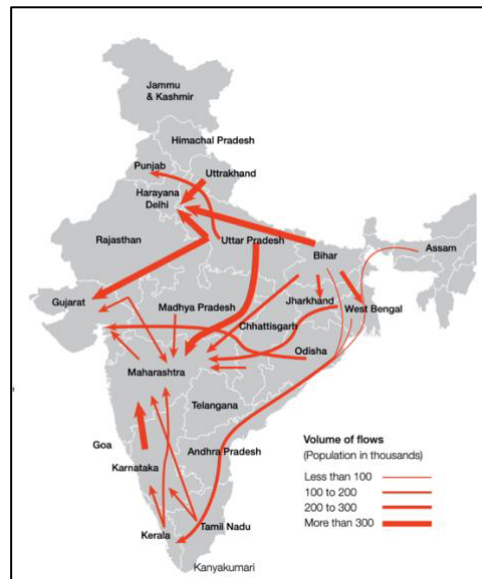 Jammu
& Kashmir
Himachal Pradesh
Punjab
Uttrakhand
Harayana
Delhi
Rajasthan
Uttar Pradesh
Bihar
Assam
Gujarat
Madhya Pradesh
Jharkhand
West Bengal
Chhattisgarh
Odisha
Maharashtra
Telangana
Goa
Karnataka
Andhra Pradesh
Kerala
Tamil Nadu
Kanyakumari
Volume of flows
(Population in thousands)
Less than 100
100 to 200
200 to 300
More than 300